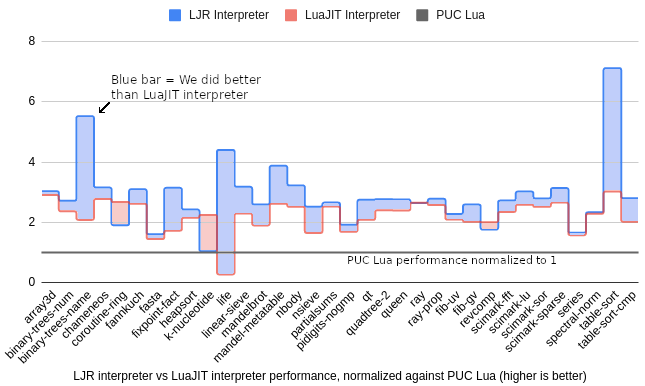 LJR Interpreter LuaJIT Interpreter PUC Lua
8
Blue bar = We did better
than LuaJIT interpreter
6
4
2
PUC Lua performance normalized to 1
0
array3d
binary-trees-num
binary-trees-name
chameneos
coroutine-ring
fannkuch
fasta
fixpoint-fact
heapsort
k-nucleotide
life
linear-sieve
mandelbrot
mandel-metatable
nbody
nsieve
partialsums
pidigits-nogmp
qt
quadtree-2
queen
ray
ray-prop
fib-uv
fib-gv
revcomp
scimark-fft
scimark-lu
scimark-sor
scimark-sparse
series
spectral-norm
table-sort
table-sort-cmp
LJR interpreter vs LuaJIT interpreter performance, normalized against PUC Lua (higher is better)